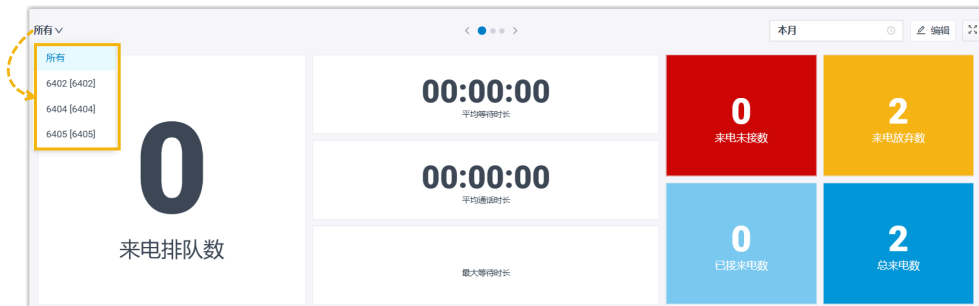 所有
本月
编辑
所有
6402 [6402]
6404 [6404]
6405 [6405]
0
来电排队数
00:00:00
平均等待时长
00:00:00
平均通话时长
最大等待时长
0
来电未接数
2
来电放弃数
0
已接来电数
2
总来电数